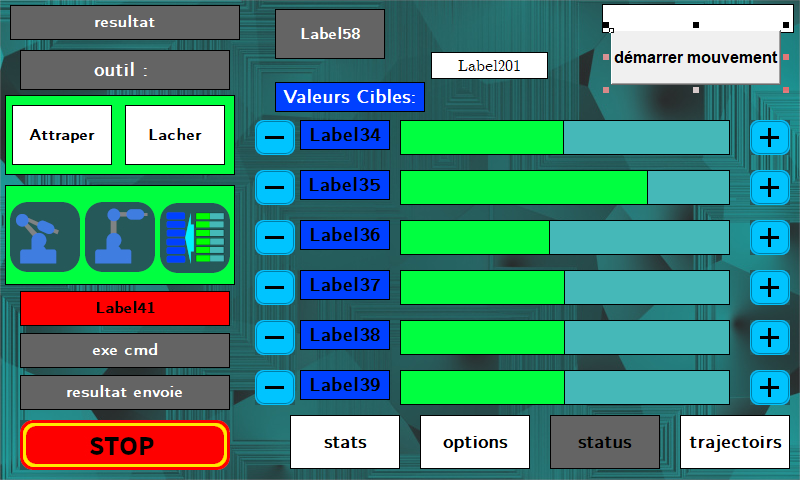 resultat
Label58
outil :
Label201
démarrer mouvement
Valeurs Cibles:
Attraper
Lacher
Label34
Label35
Label36
Label37
Label38
Label39
Label41
exe cmd
resultat envoie
STOP
stats
options
status
trajectoirs